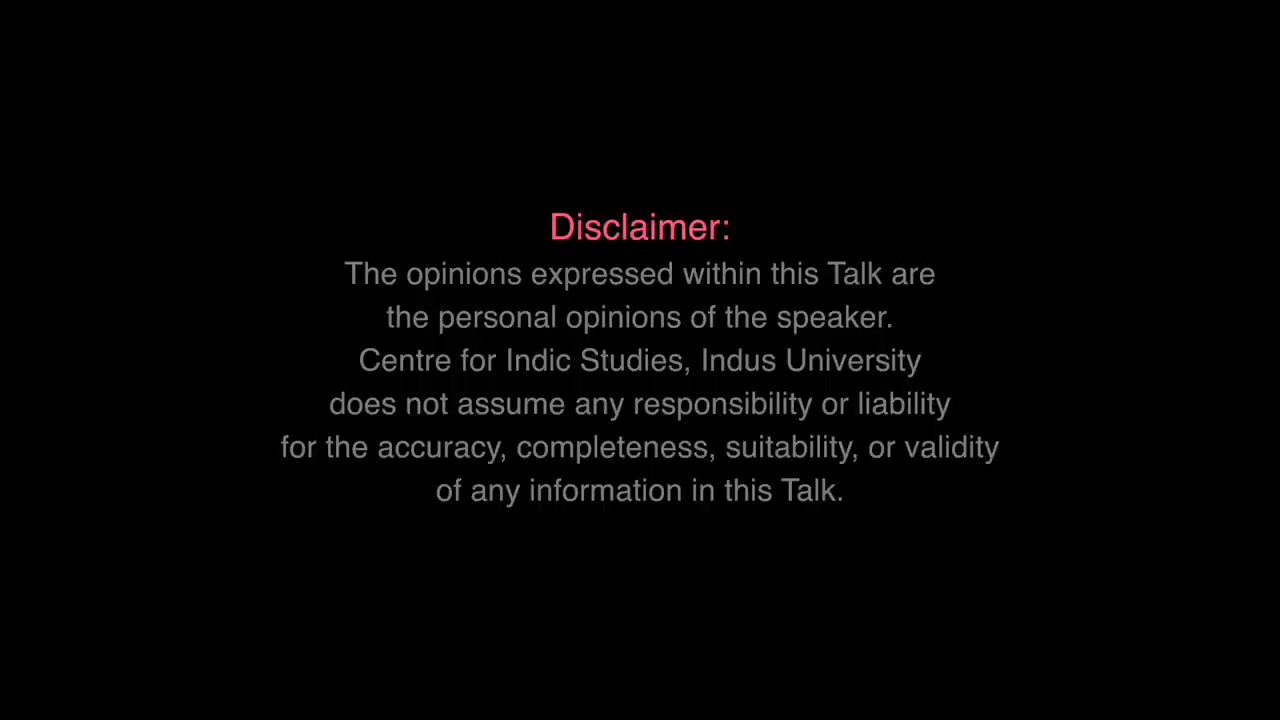 Disclaimer:
The opinions expressed within this Talk are
the personal opinions of the speaker.
Centre for Indic Studies, Indus University
does not assume any responsibility or liability
for the accuracy, completeness, suitability, or validity
of any information in this Talk.